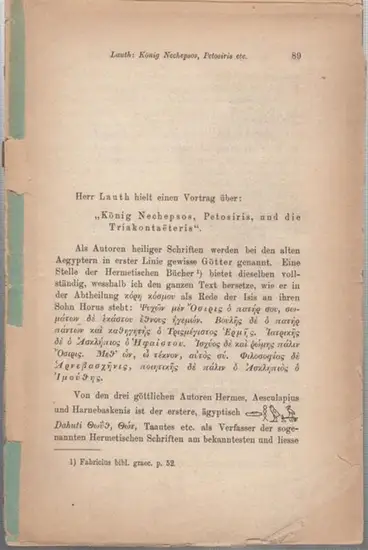 Lauth: König Nechepsos, Petosiris etc. 89
Herr Lauth hielt einen Vortrag über:
„König Nechepsos, Petosiris, und die
Triakontaëteris“.
Als Autoren heiliger Schriften werden bei den alten
Aegyptern in erster Linie gewisse Götter genannt. Eine
Stelle der Hermetischen Bücher ¹) bietet dieselben voll-
ständig, wesshalb ich den ganzen Text hersetze, wie er in
der Abtheilung κόρη κόσμου als Rede der Isis an ihren
Sohn Horus steht: Ψυχῶν μὲν Ὄσιρις ὁ πατήρ σου, σω-
μάτων δὲ ἑκάστου ἔθνους ἡγεμών. Βουλῆς δὲ ὁ πατὴρ
πάντων καὶ καθηγητὴς ὁ Τρισμέγιστος Ἑρμῆς. Ἰατρικῆς
δὲ ὁ Ἀσκλήπιος ὁ Ἡφαίστου. Ἰσχύος δὲ καὶ ῥώμης πάλιν
Ὄσιρις. Μεθ᾽ ὃν, ὦ τέκνον, αὐτὸς σύ. Φιλοσοφίας δὲ
Ἀρνεβασχῆνις, ποιητικῆς δὲ πάλιν ὁ Ἀσκλήπιος ὁ
Ἰμούθης.
Von den drei göttlichen Autoren Hermes, Aesculapius
und Harnebaskenis ist der erstere, ägyptisch
Dahuti Θωΰθ, Θώτ, Taautes etc. als Verfasser der soge-
nannten Hermetischen Schriften am bekanntesten und liesse
1) Fabricius bibl. graec. p. 52.